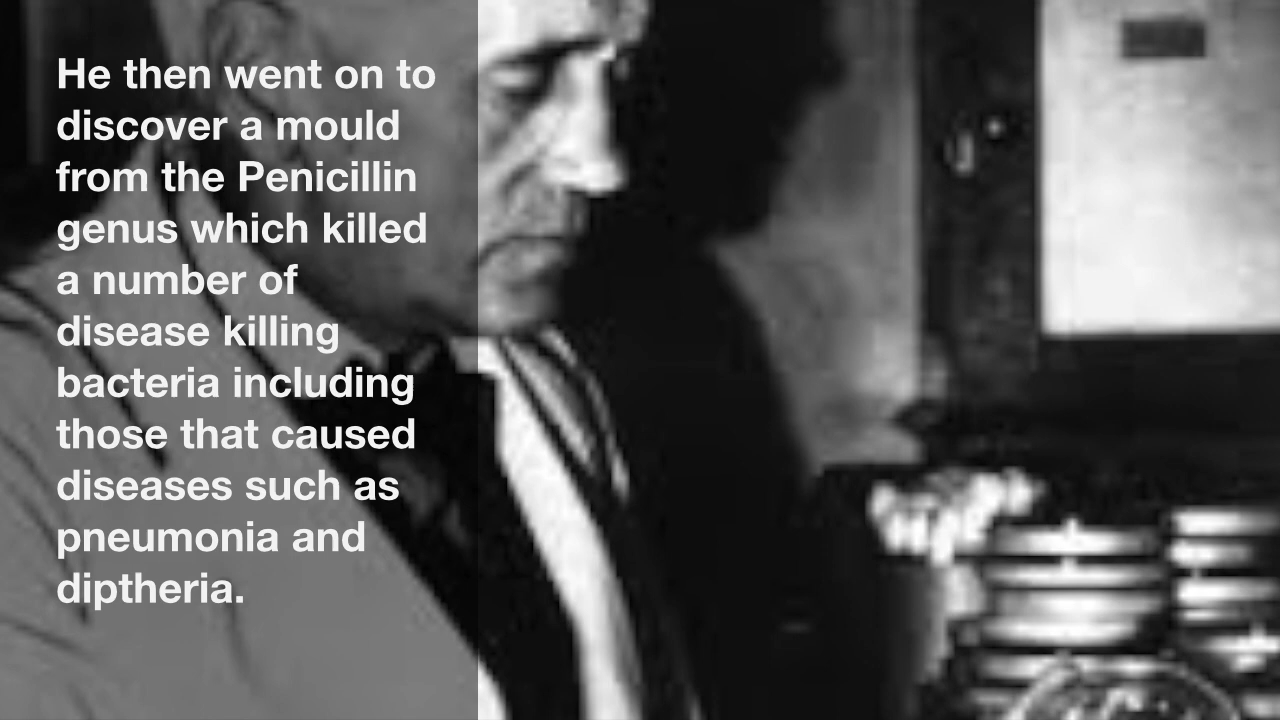 He then went on to
discover a mould
from the Penicillin
genus which killed
a number of
disease killing
bacteria including
those that caused
diseases such as
pneumonia and
diptheria.